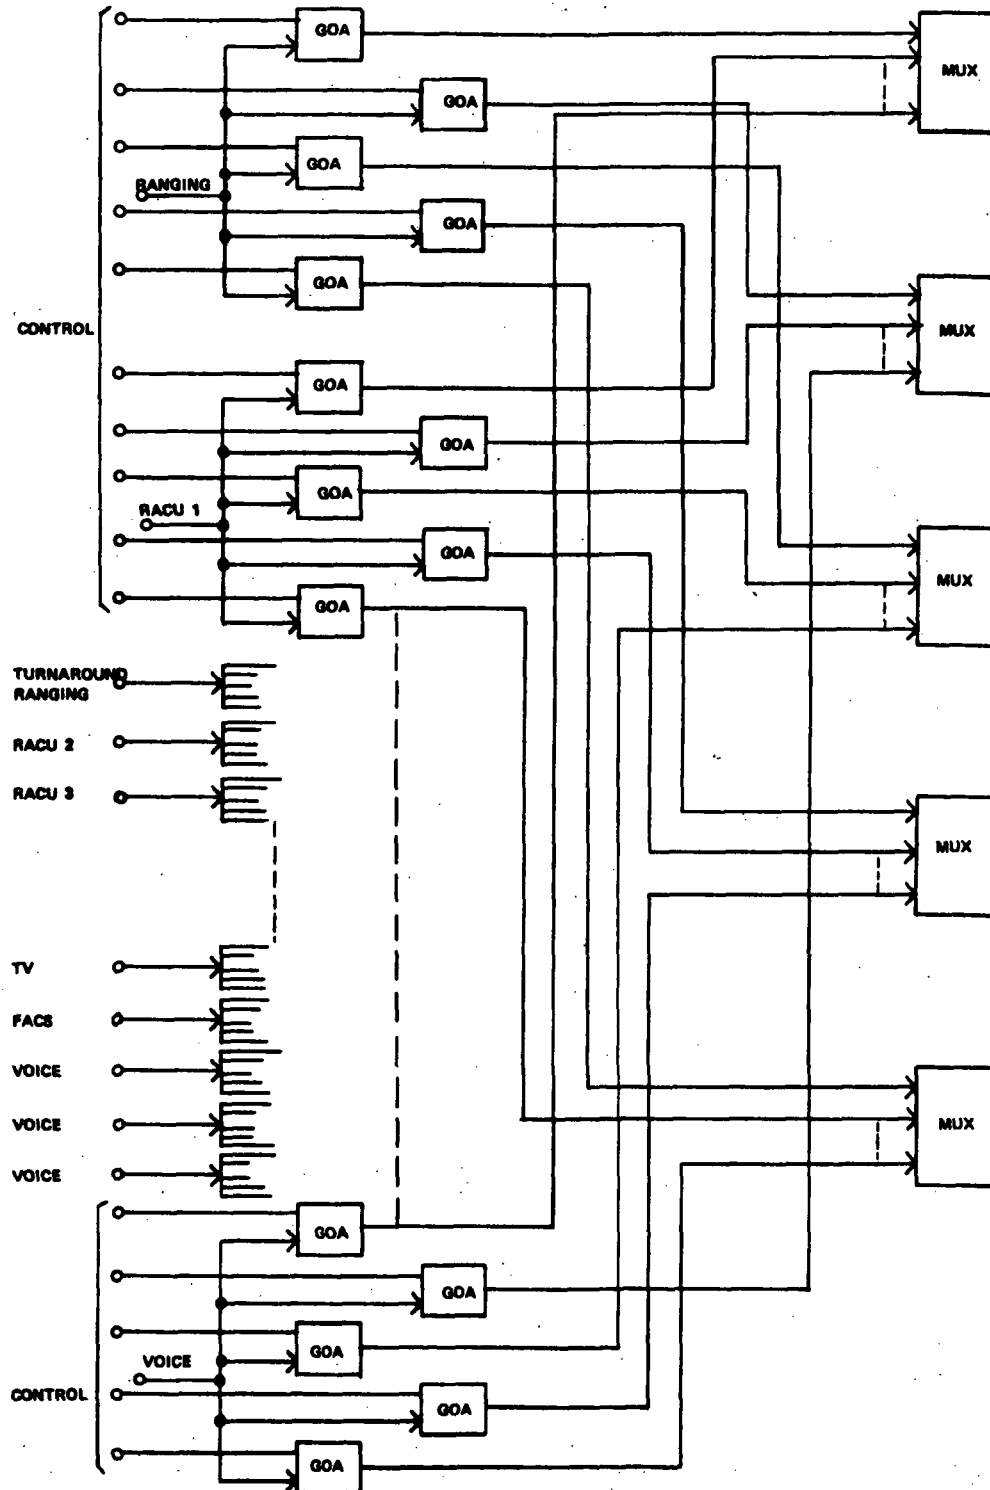 GOA
MUX
GOA
GOA
RANGING
GOA
GOA
CONTROL
MUX
GOA
GOA
GOA
RACU 1
GOA
MUX
GOA
TURNAROUND
RANGING
RACU 2
RACU 3
MUX
TV
FACS
VOICE
VOICE
MUX
VOICE
GOA
GOA
GOA
VOICE
CONTROL
GOA
GOA